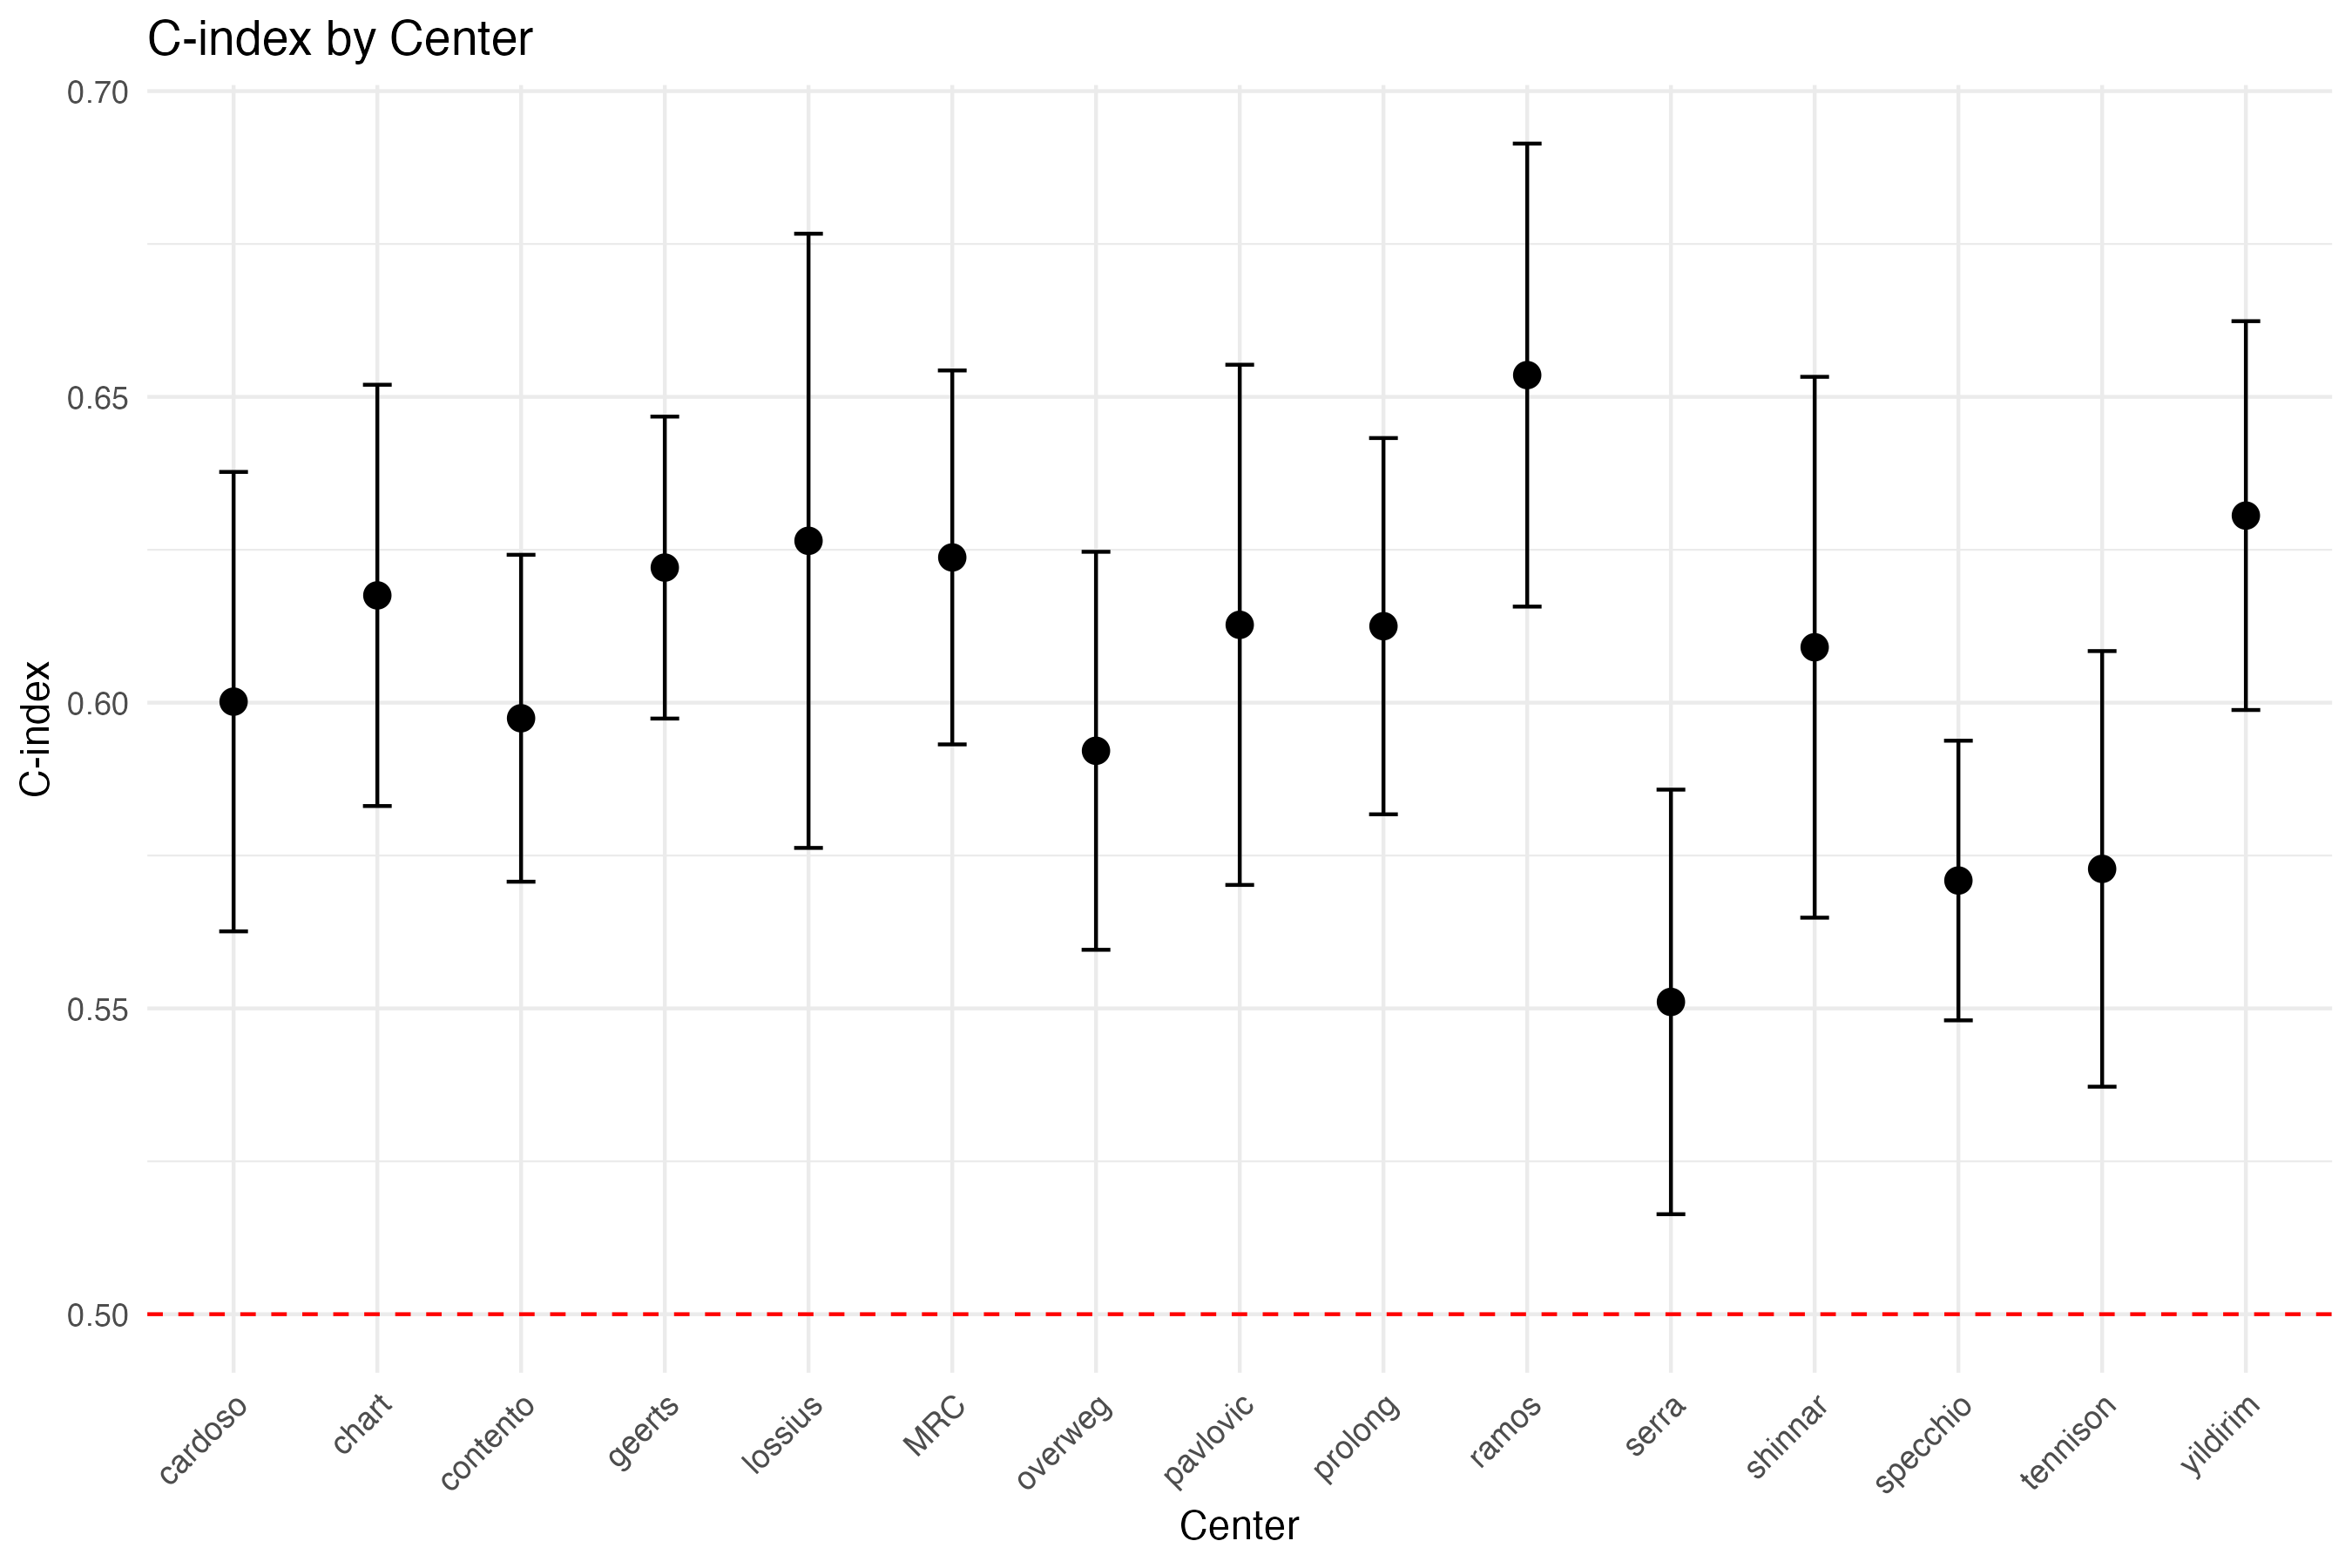 C-index by Center
0.70
0.65
0.60
0.55
0.50
C-index
cardoso
chart
contento
geerts
lossius
MRC
overweg
pavlovic
prolong
ramos
serra
shinnar
specchio
tennison
yildirim
Center